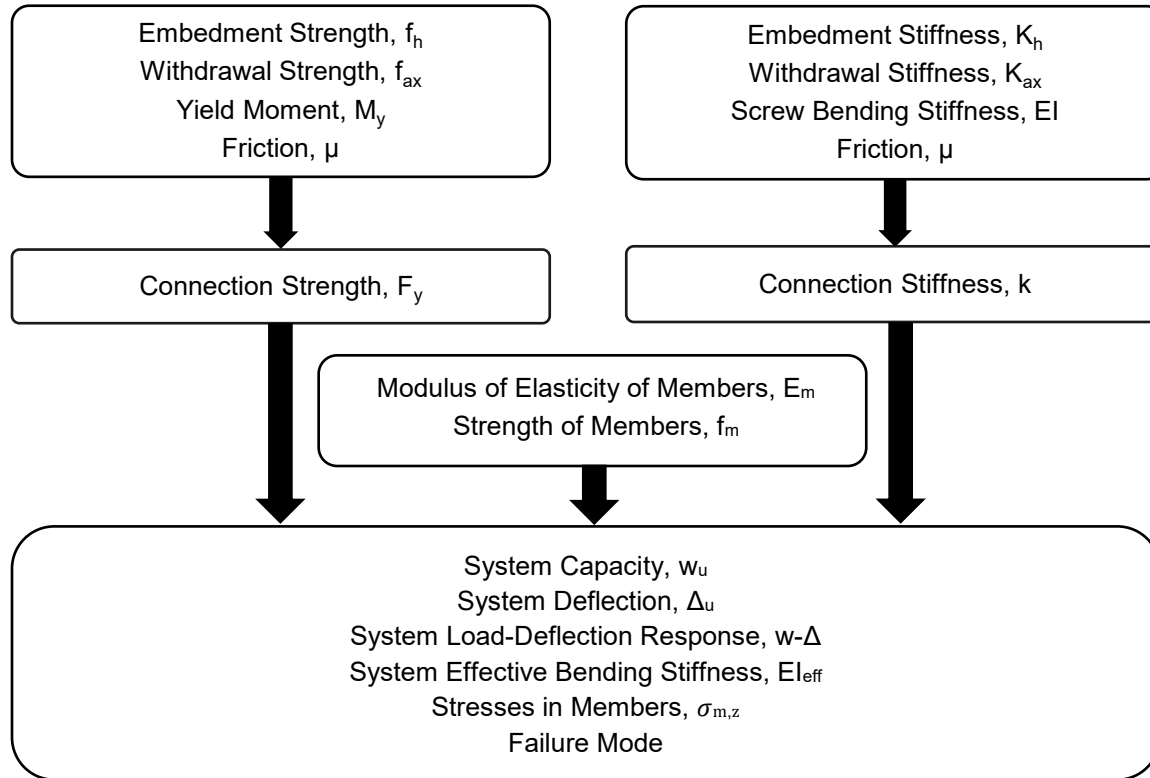 Embedment Strength, fh
Withdrawal Strength, fax
Yield Moment, My
Friction, μ
Embedment Stiffness, Kh
Withdrawal Stiffness, Kax
Screw Bending Stiffness, EI
Friction, μ
Connection Strength, Fy
Connection Stiffness, k
Modulus of Elasticity of Members, Em
Strength of Members, fm
System Capacity, wu
System Deflection, Δu
System Load-Deflection Response, w-Δ
System Effective Bending Stiffness, EIeff
Stresses in Members, σm,z
Failure Mode